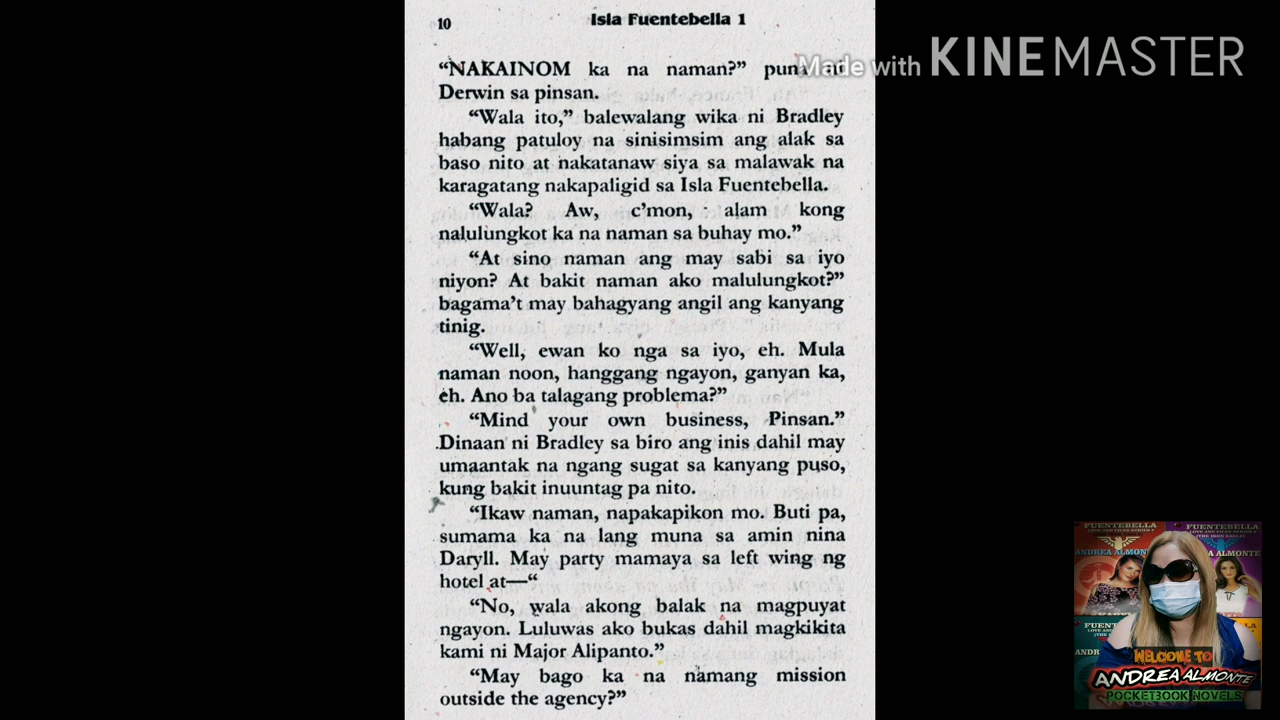 10
Isla Fuentebella 1
Made with KINEMASTER
“NAKAINOM ka na naman?” puna ni
Derwin sa pinsan.
“Wala ito,” balewalang wika ni Bradley
habang patuloy na sinisimsim ang alak sa
baso nito at nakatanaw siya sa malawak na
karagatang nakapaligid sa Isla Fuentebella.
“Wala? Aw, c’mon, alam kong
nalulungkot ka na naman sa buhay mo.”
“At sino naman ang may sabi sa iyo
niyon? At bakit naman ako malulungkot?”
bagama’t may bahagyang angil ang kanyang
tinig.
“Well, ewan ko nga sa iyo, eh. Mula
naman noon, hanggang ngayon, ganyan ka,
eh. Ano ba talagang problema?”
“Mind your own business, Pinsan.”
Dinaan ni Bradley sa biro ang inis dahil may
umaantak na ngang sugat sa kanyang puso,
kung bakit inuuntag pa nito.
“Ikaw naman, napakapikon mo. Buti pa,
sumama ka na lang muna sa amin nina
Daryll. May party mamaya sa left wing ng
hotel at—“
“No, wala akong balak na magpuyat
ngayon. Luluwas ako bukas dahil magkikita
kami ni Major Alipanto.”
“May bago ka na namang mission
outside the agency?”
FUENTEBELLA
FUENTEBELLA
ANDREA ALMONTE
ALMONTE
WELCOME TO
ANDREA ALMONTE
POCKETBOOK NOVELS